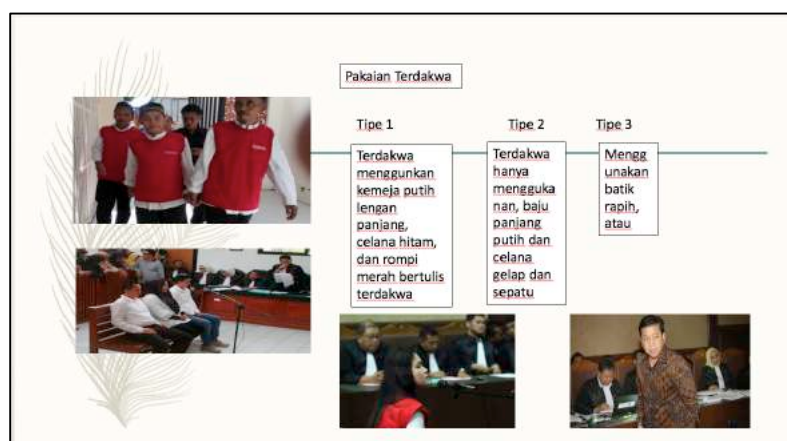 Pakaian Terdakwa
Tipe 1
Terdakwa
menggunkan
kemeja putih
lengan
panjang,
celana hitam,
dan rompi
merah bertulis
terdakwa
Tipe 2
Terdakwa
hanya
mengguka
nan, baju
panjang
putih dan
celana
gelap dan
sepatu
Tipe 3
Mengg
unakan
batik
rapih,
atau